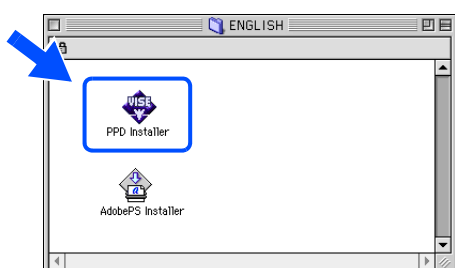 ENGLISH
VISE
PPD Installer
a
AdobePS Installer